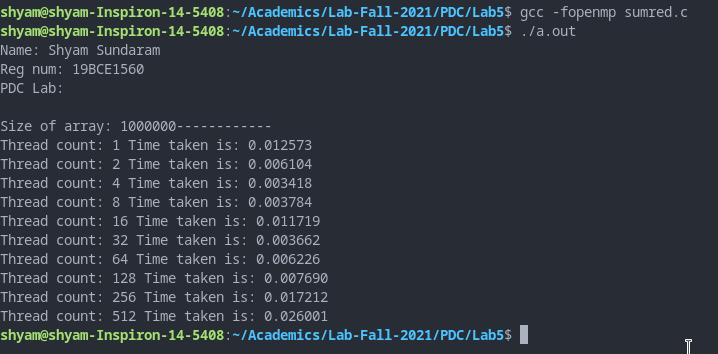 shyam@shyam-Inspiron-14-5408:~/Academics/Lab-Fall-2021/PDC/Lab5$ gcc -fopenmp sumred.c
shyam@shyam-Inspiron-14-5408:~/Academics/Lab-Fall-2021/PDC/Lab5$ ./a.out
Name: Shyam Sundaram
Reg num: 19BCE1560
PDC Lab:

Size of array: 1000000------------
Thread count: 1 Time taken is: 0.012573
Thread count: 2 Time taken is: 0.006104
Thread count: 4 Time taken is: 0.003418
Thread count: 8 Time taken is: 0.003784
Thread count: 16 Time taken is: 0.011719
Thread count: 32 Time taken is: 0.003662
Thread count: 64 Time taken is: 0.006226
Thread count: 128 Time taken is: 0.007690
Thread count: 256 Time taken is: 0.017212
Thread count: 512 Time taken is: 0.026001
shyam@shyam-Inspiron-14-5408:~/Academics/Lab-Fall-2021/PDC/Lab5$